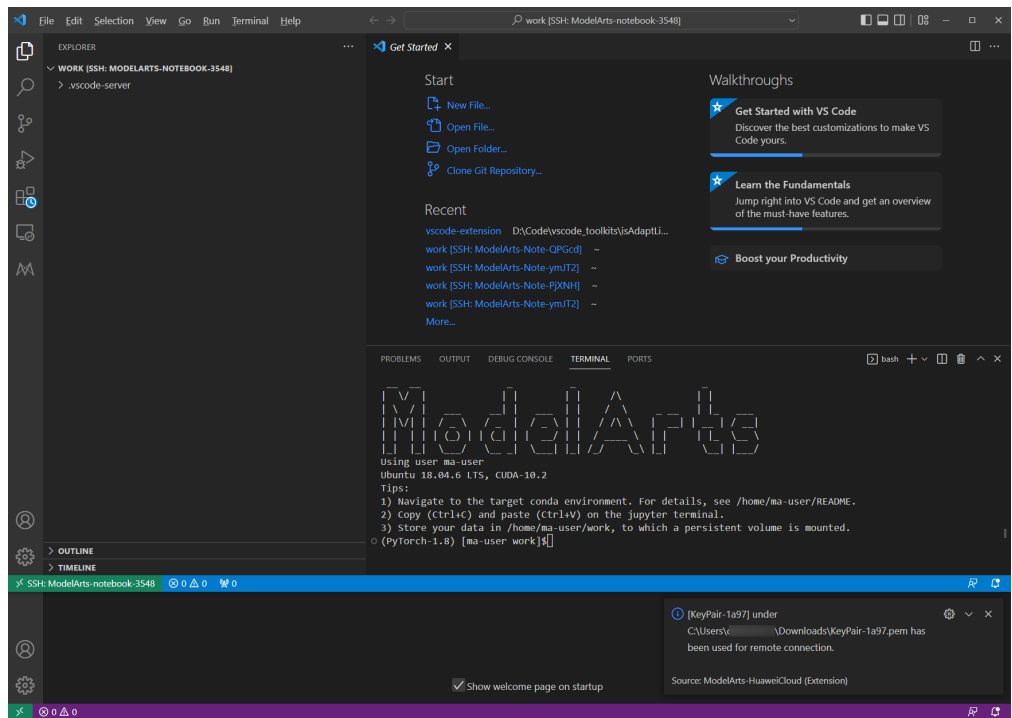 File Edit Selection View Go Run Terminal Help
work [SSH: ModelArts-notebook-3548]
EXPLORER
WORK [SSH: MODELARTS-NOTEBOOK-3548]
.vscode-server
OUTLINE
TIMELINE
Get Started
Start
New File...
Open File...
Open Folder...
Clone Git Repository...
Recent
vscode-extension D:\Code\vscode_toolkits\isAdaptLi...
work [SSH: ModelArts-Note-QPGcd] ~
work [SSH: ModelArts-Note-ymJT2] ~
work [SSH: ModelArts-Note-PjXNH] ~
work [SSH: ModelArts-Note-ymJT2] ~
More...
Walkthroughs
Get Started with VS Code
Discover the best customizations to make VS
Code yours.
Learn the Fundamentals
Jump right into VS Code and get an overview
of the must-have features.
Boost your Productivity
PROBLEMS OUTPUT DEBUG CONSOLE TERMINAL PORTS
bash
ModelArts
Using user ma-user
Ubuntu 18.04.6 LTS, CUDA-10.2
Tips:
1) Navigate to the target conda environment. For details, see /home/ma-user/README.
2) Copy (Ctrl+C) and paste (Ctrl+V) on the jupyter terminal.
3) Store your data in /home/ma-user/work, to which a persistent volume is mounted.
(PyTorch-1.8) [ma-user work]$
SSH: ModelArts-notebook-3548 0 0 0
[KeyPair-1a97] under
C:\Users\ \Downloads\KeyPair-1a97.pem has
been used for remote connection.
Source: ModelArts-HuaweiCloud (Extension)
Show welcome page on startup
0 0